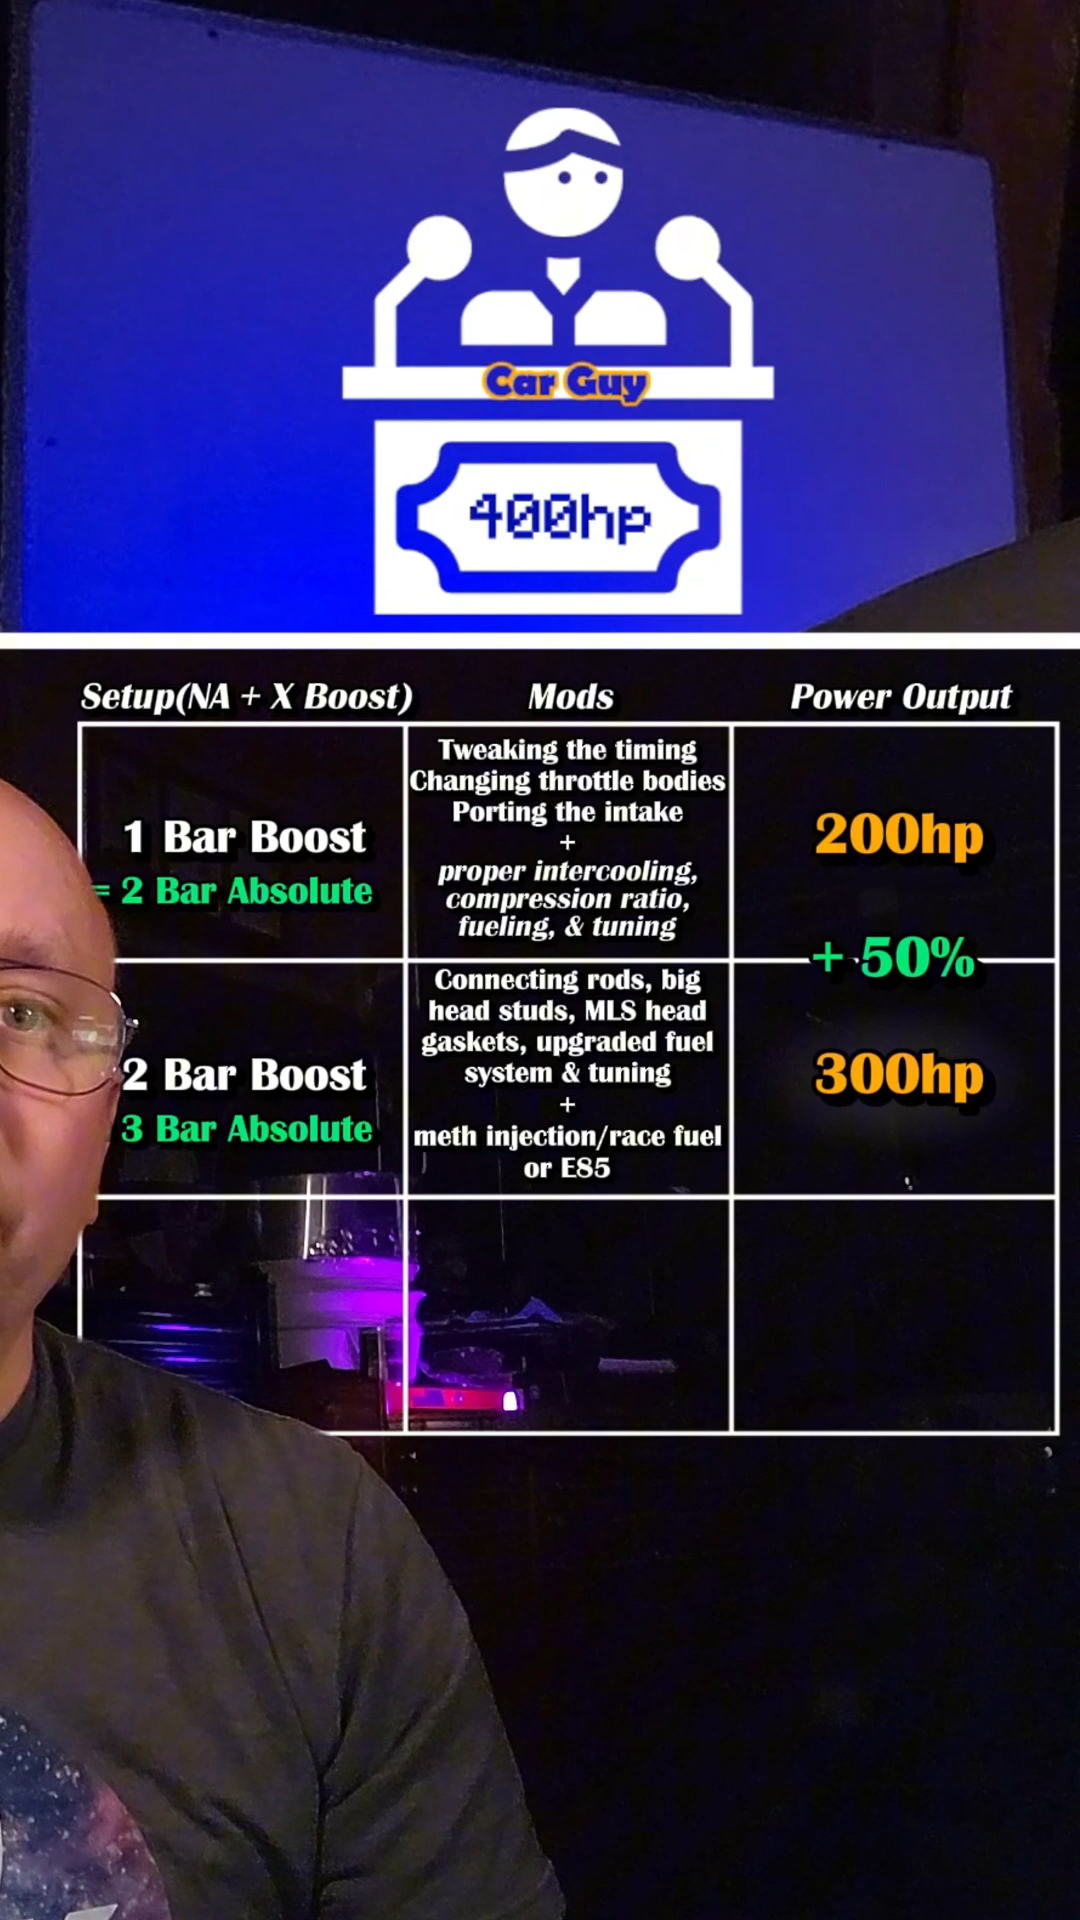 Car Guy
400hp
Setup(NA + X Boost)
Mods
Power Output
1 Bar Boost
= 2 Bar Absolute
Tweaking the timing
Changing throttle bodies
Porting the intake
+
proper intercooling,
compression ratio,
fueling, & tuning
200hp
+ 50%
2 Bar Boost
3 Bar Absolute
Connecting rods, big
head studs, MLS head
gaskets, upgraded fuel
system & tuning
+
meth injection/race fuel
or E85
300hp